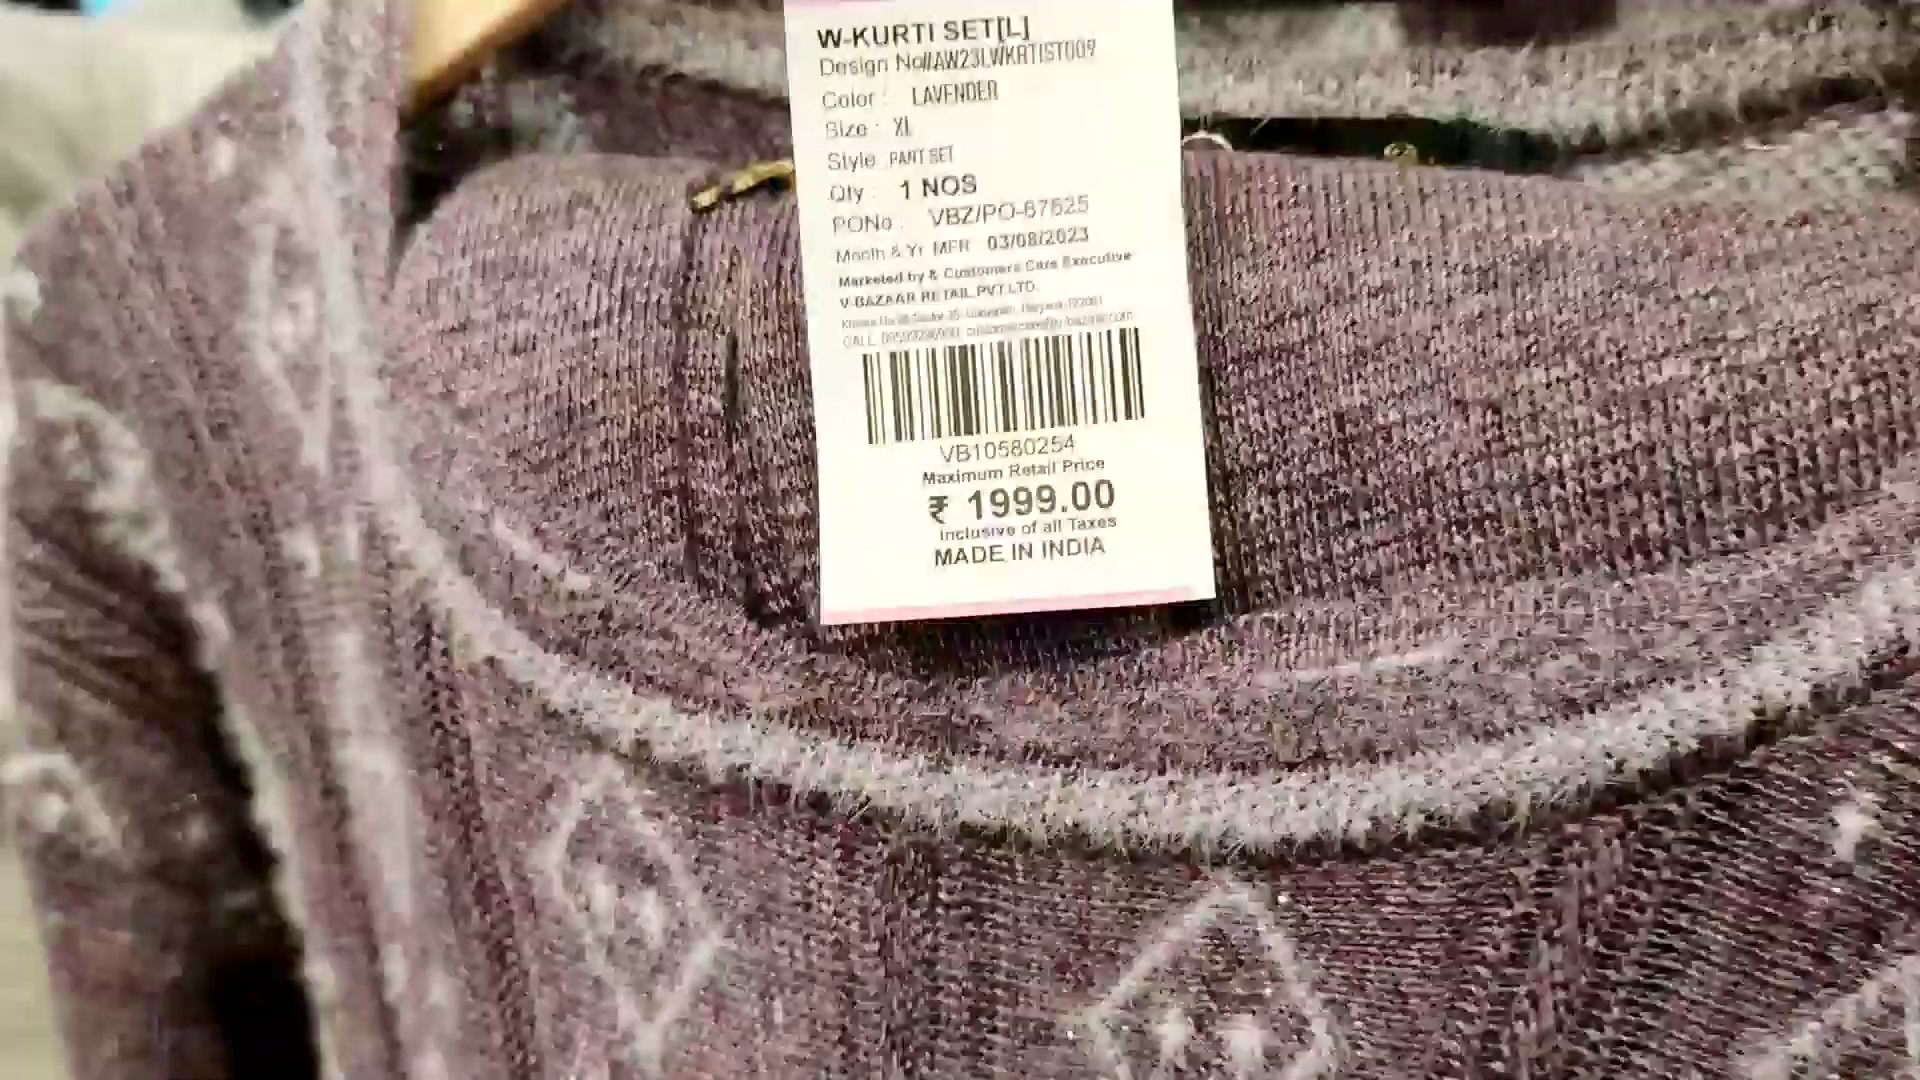 W-KURTI SET[L]
Design No AW23LWKRTIST009
Color : LAVENDER
Size : XL
Style PANT SET
Qty : 1 NOS
PONo : VBZ/PO-67625
Month & Yr MFR 03/08/2023
Marketed by & Customers Care Executive
V-BAZAAR RETAIL PVT.LTD.
CALL
VB10580254
Maximum Retail Price
₹ 1999.00
Inclusive of all Taxes
MADE IN INDIA